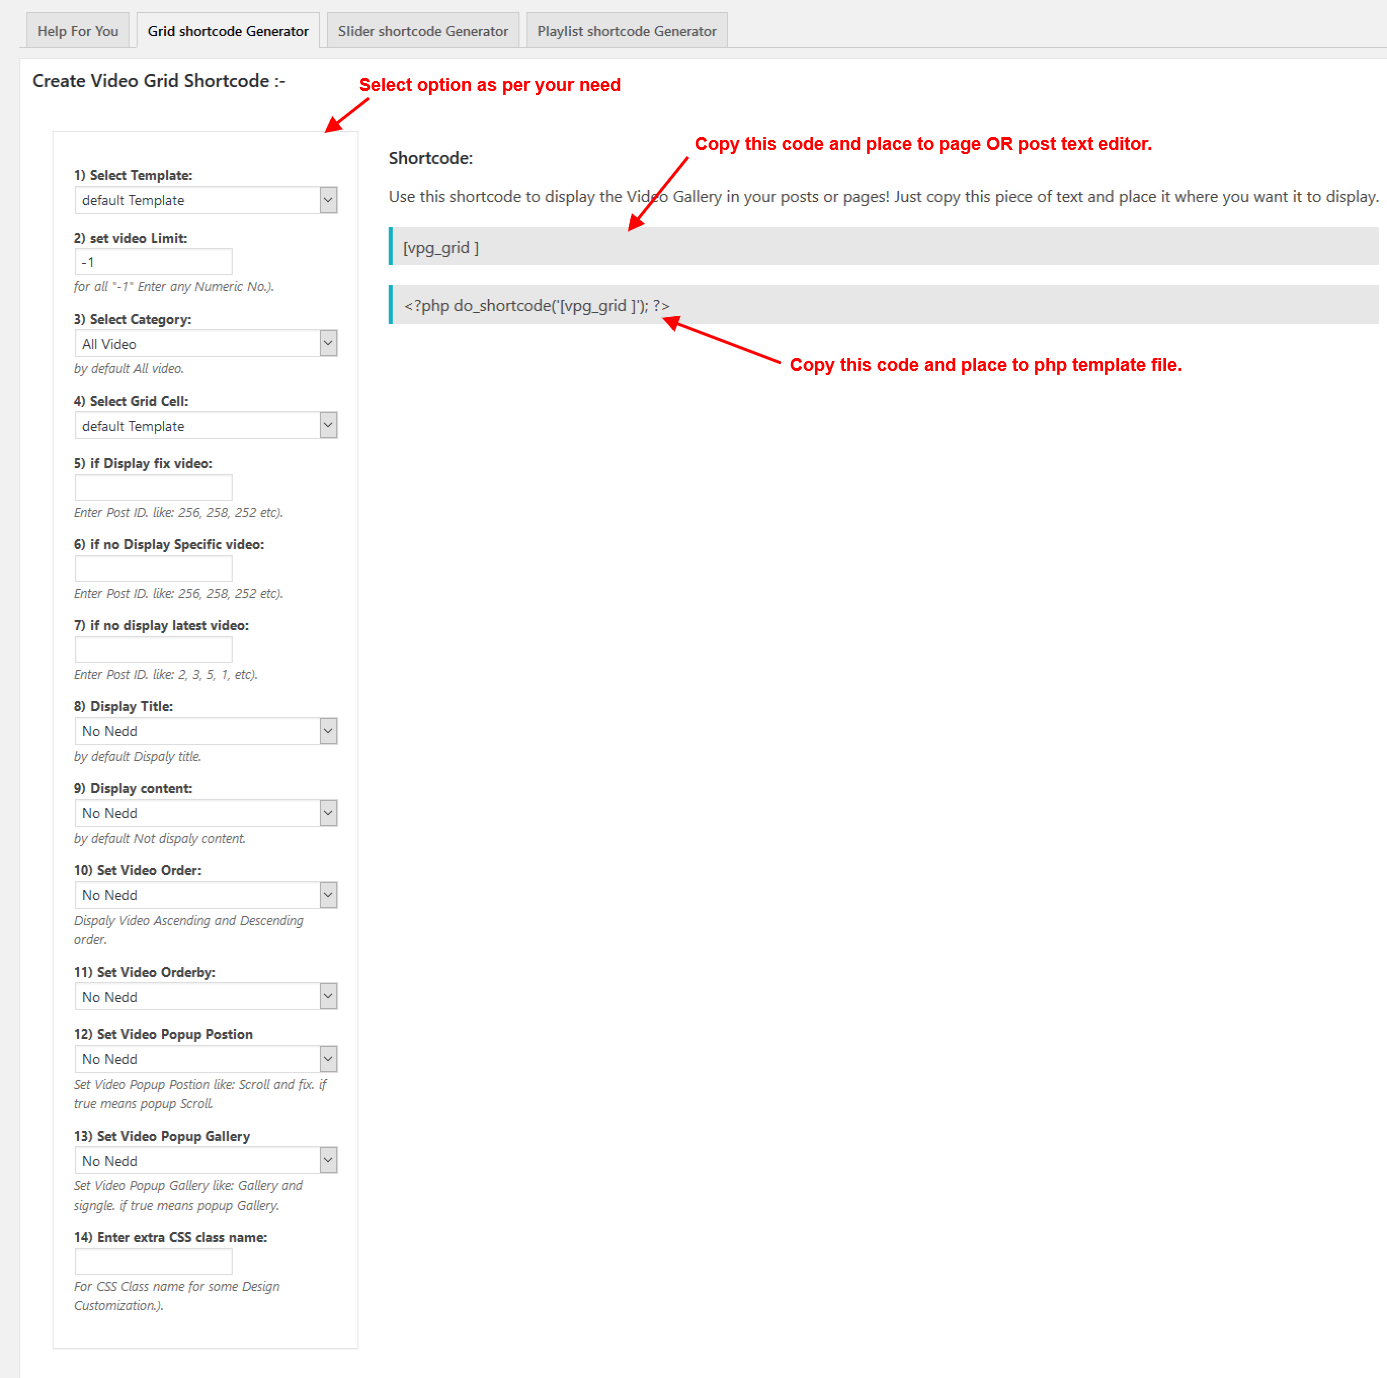 Help For You
Grid shortcode Generator
Slider shortcode Generator
Playlist shortcode Generator
Create Video Grid Shortcode :-
Select option as per your need
1) Select Template:
default Template
2) set video Limit:
-1
for all "-1" Enter any Numeric No.).
3) Select Category:
All Video
by default All video.
4) Select Grid Cell:
default Template
5) if Display fix video:
Enter Post ID. like: 256, 258, 252 etc).
6) if no Display Specific video:
Enter Post ID. like: 256, 258, 252 etc).
7) if no display latest video:
Enter Post ID. like: 2, 3, 5, 1, etc).
8) Display Title:
No Nedd
by default Dispaly title.
9) Display content:
No Nedd
by default Not dispaly content.
10) Set Video Order:
No Nedd
Dispaly Video Ascending and Descending
order.
11) Set Video Orderby:
No Nedd
12) Set Video Popup Postion
No Nedd
Set Video Popup Postion like: Scroll and fix. if
true means popup Scroll.
13) Set Video Popup Gallery
No Nedd
Set Video Popup Gallery like: Gallery and
signgle. if true means popup Gallery.
14) Enter extra CSS class name:
For CSS Class name for some Design
Customization.).
Copy this code and place to page OR post text editor.
Shortcode:
Use this shortcode to display the Video Gallery in your posts or pages! Just copy this piece of text and place it where you want it to display.
[vpg_grid ]
<?php do_shortcode('[vpg_grid ]'); ?>
Copy this code and place to php template file.